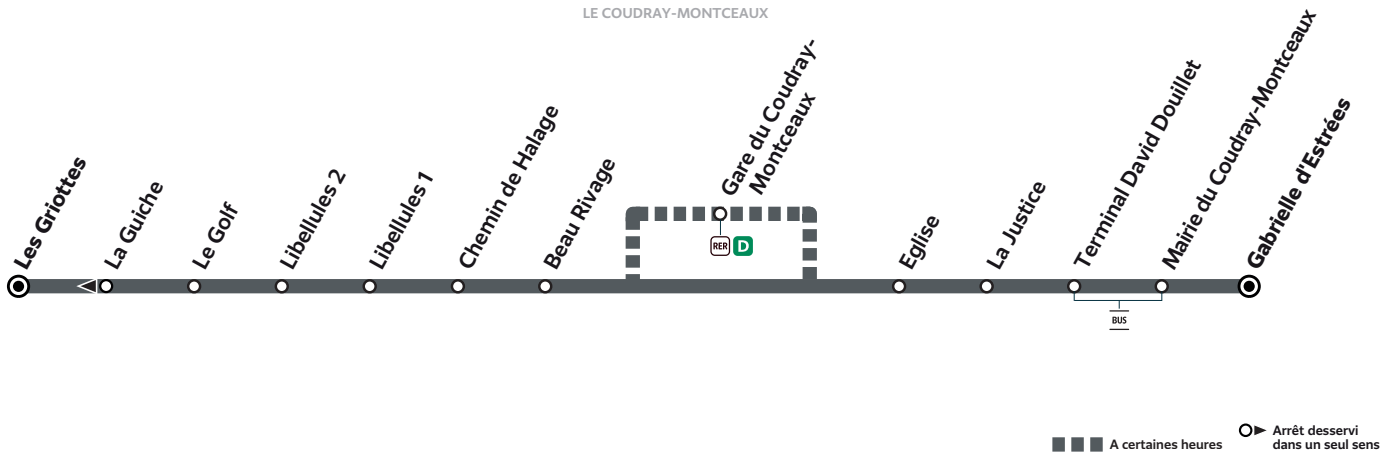 LE COUDRAY-MONTCEAUX
Les Griottes
La Guiche
Le Golf
Libellules 2
Libellules 1
Chemin de Halage
Beau Rivage
Gare du Coudray-
Montceaux
RER D
Eglise
La Justice
Terminal David Douillet
Mairie du Coudray-Montceaux
Gabrielle d'Estrées
BUS
A certaines heures
Arrêt desservi
dans un seul sens